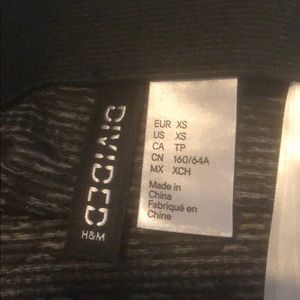 DIVIDED
H&M
EUR XS
US XS
CA TP
CN 160/64A
MX XCH
Made in
China
Fabriqué en
Chine